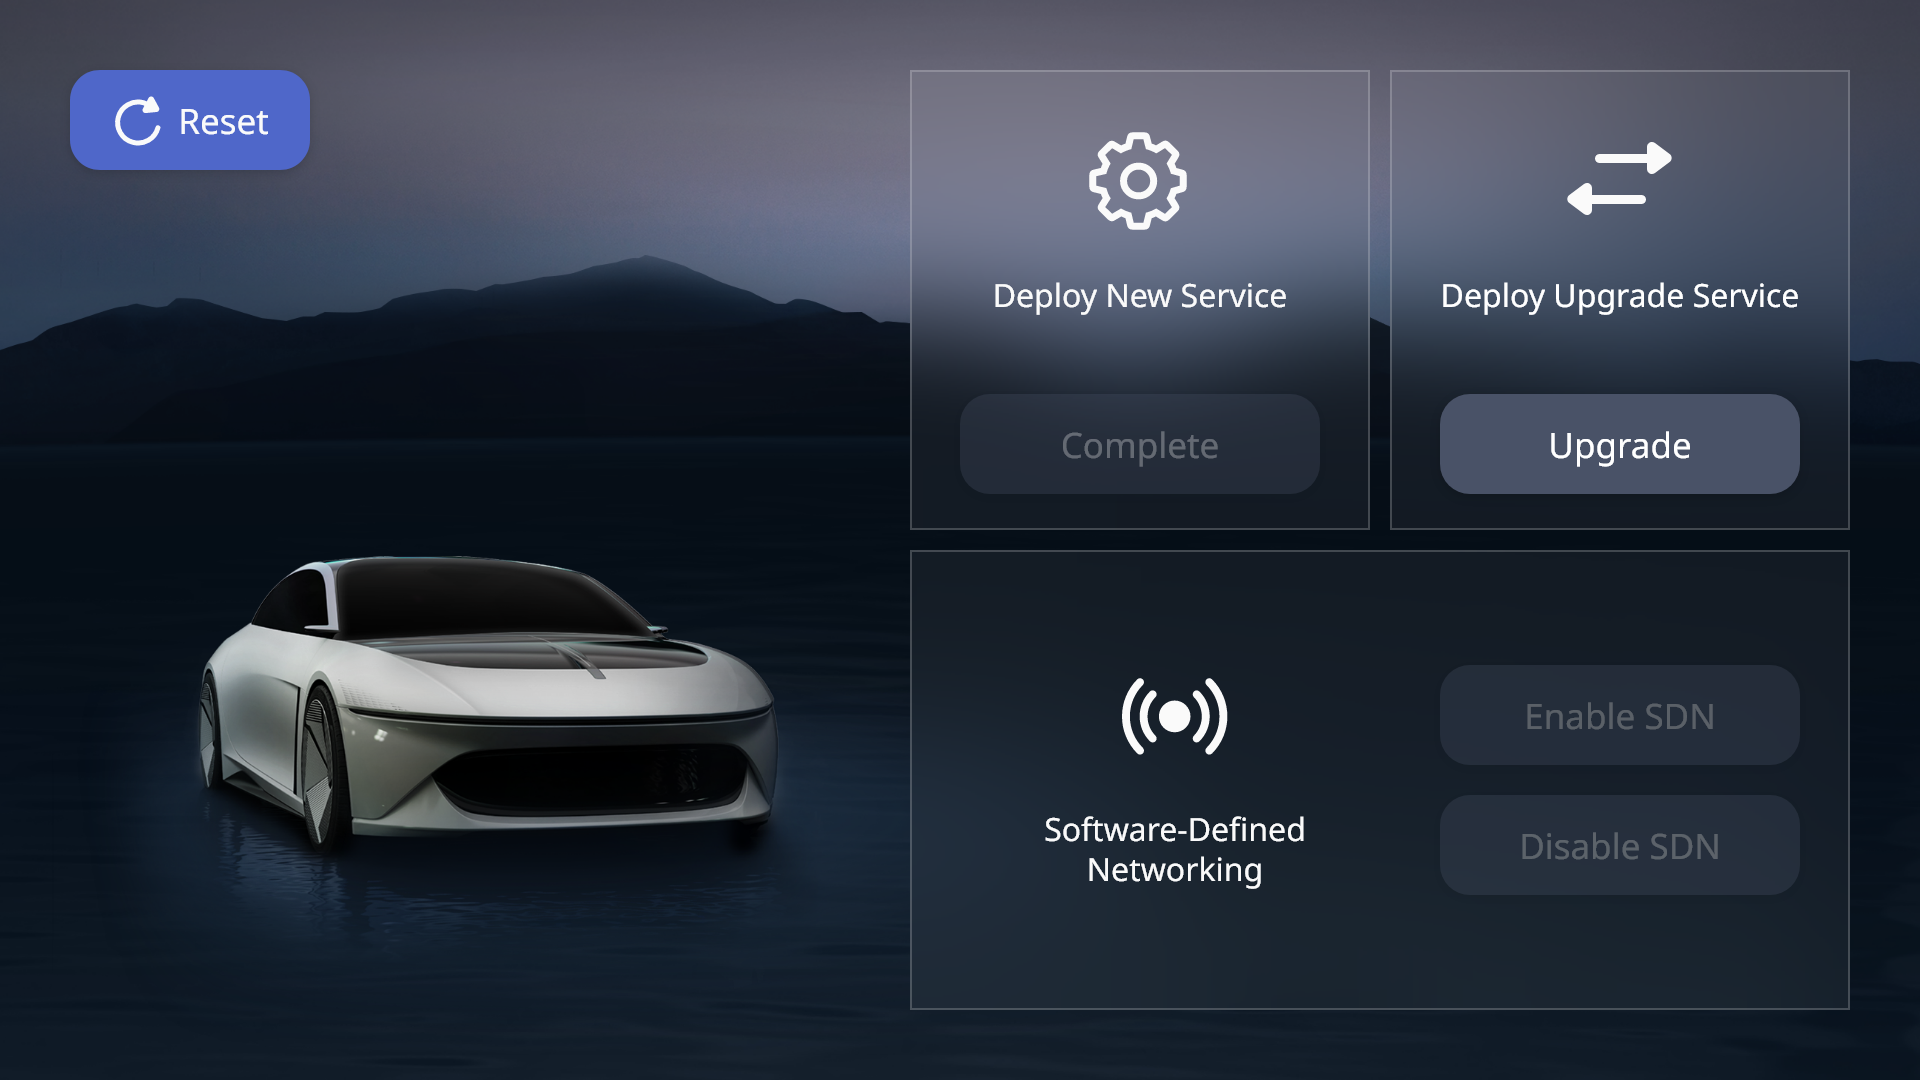 Reset
Deploy New Service
Complete
Deploy Upgrade Service
Upgrade
Software-Defined
Networking
Enable SDN
Disable SDN